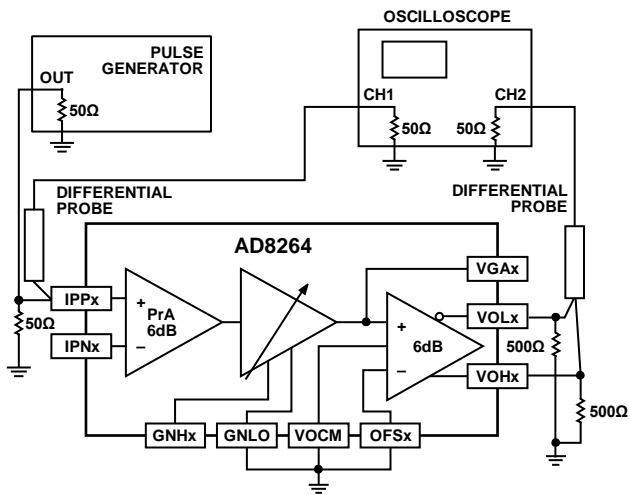 OSCILLOSCOPE
PULSE
GENERATOR
OUT
50Ω
CH1
CH2
50Ω
50Ω
DIFFERENTIAL
PROBE
DIFFERENTIAL
PROBE
AD8264
IPPx
IPNx
50Ω
+
PrA
6dB
–
VGAx
VOLx
VOHx
+
6dB
–
500Ω
500Ω
GNHx
GNLO
VOCM
OFSx